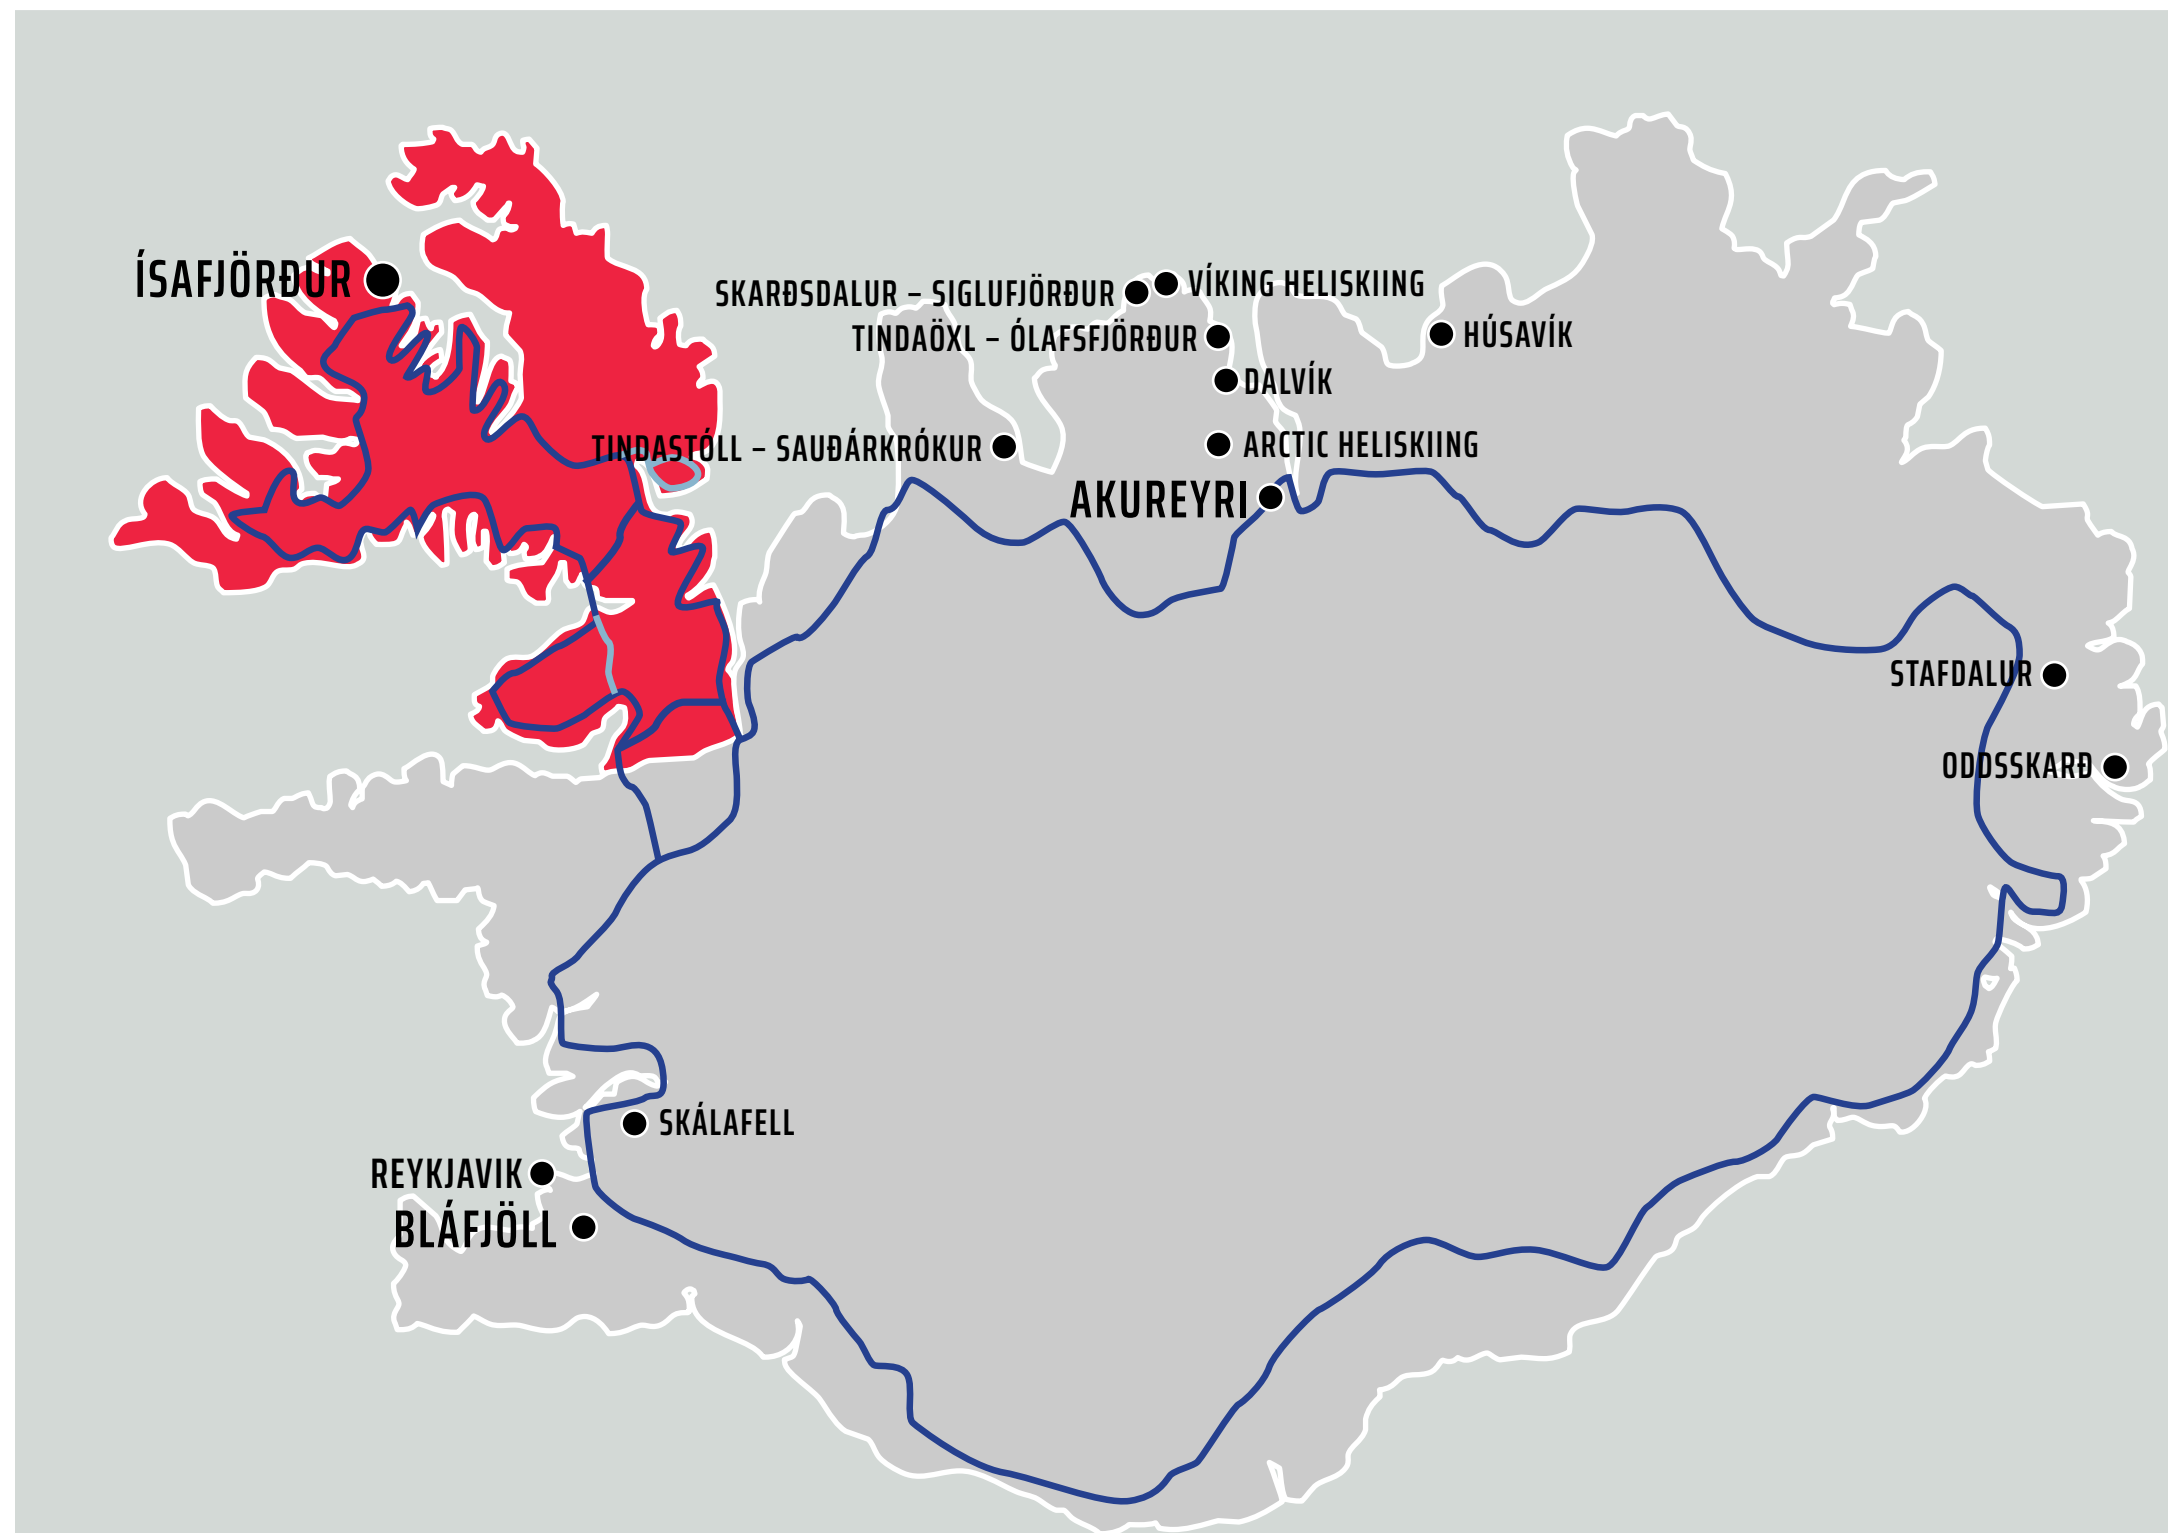 ÍSAFJÖRÐUR
SKARÐSDALUR – SIGLUFJÖRÐUR
VÍKING HELISKIING
TINDAÖXL – ÓLAFSFJÖRÐUR
HÚSAVÍK
DALVÍK
TINDASTÓLL – SAUÐÁRKRÓKUR
ARCTIC HELISKIING
AKUREYRI
STAFDALUR
ODDSSKARÐ
SKÁLAFELL
REYKJAVIK
BLÁFJÖLL